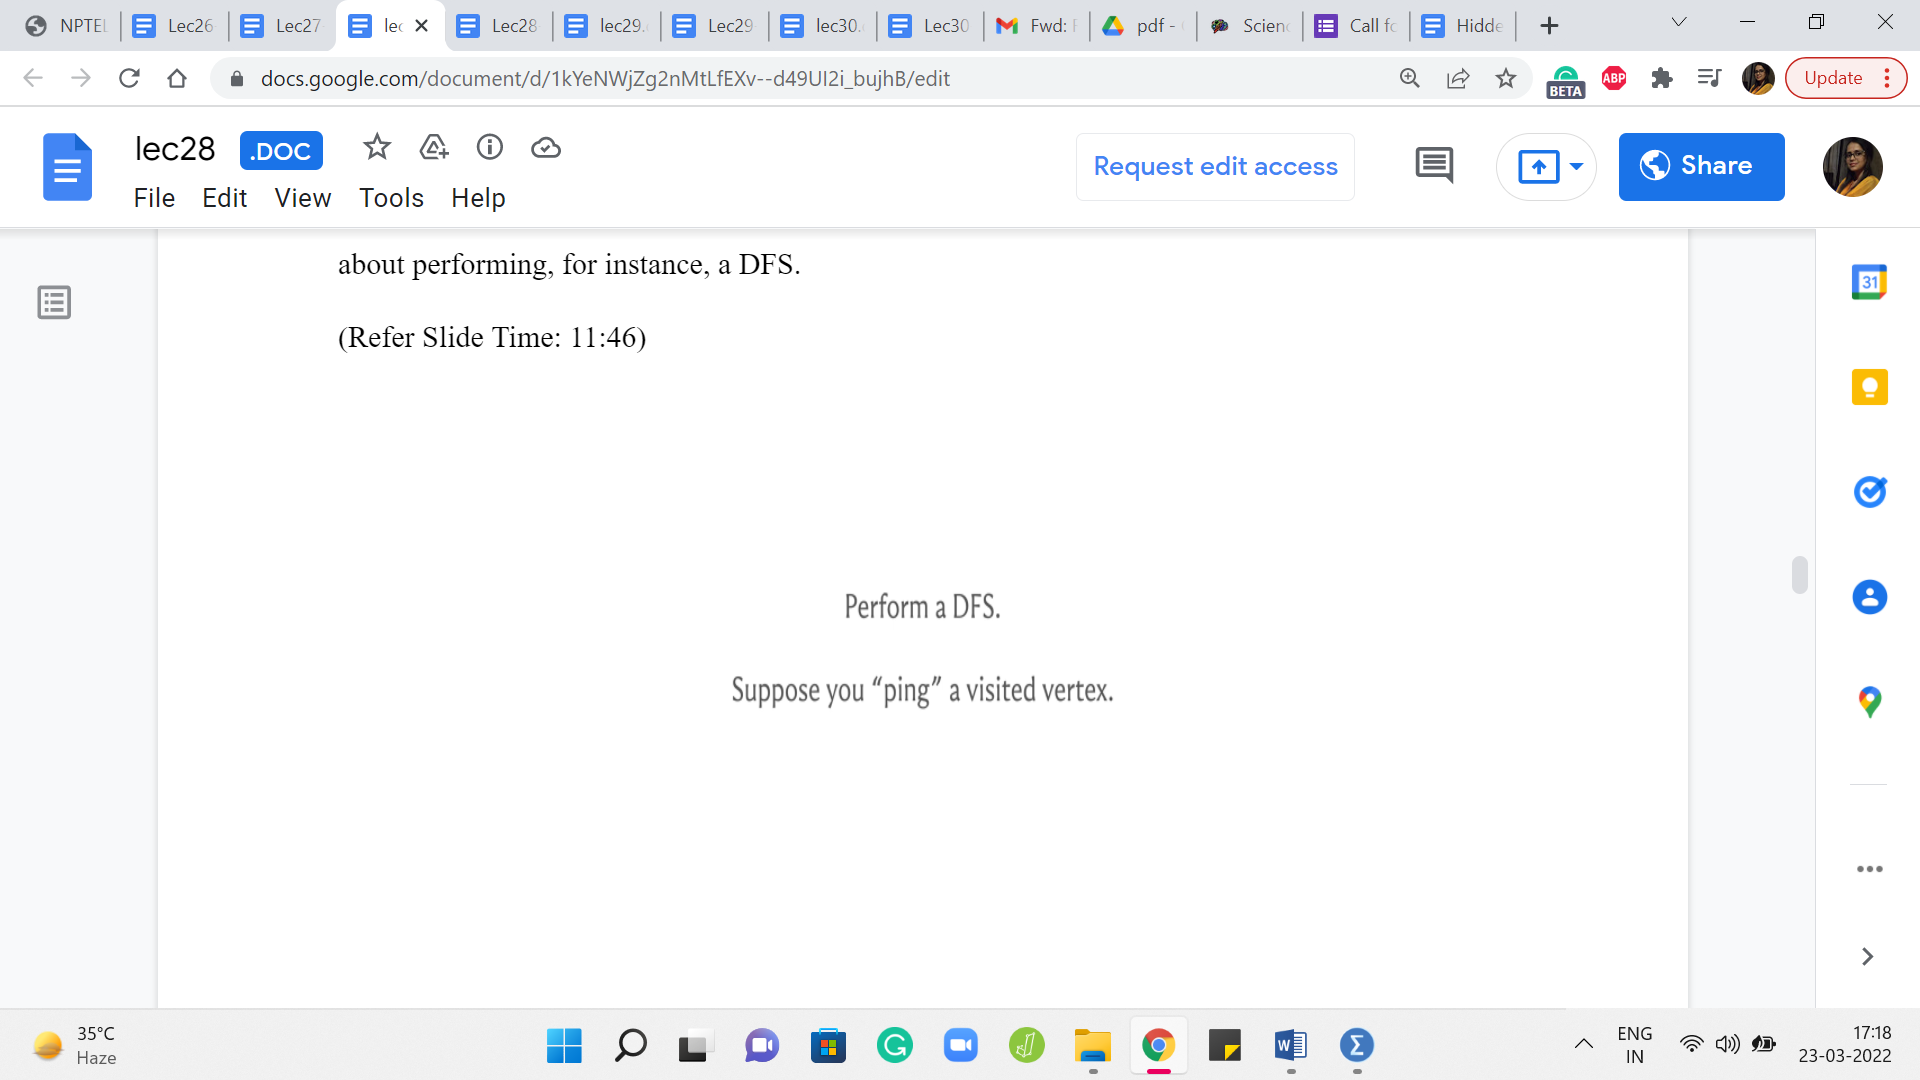 NPTEL
Lec26
Lec27
lec
Lec28
lec29.
Lec29
lec30.
Lec30
Fwd:
pdf -
Scienc
Call fo
Hidde
docs.google.com/document/d/1kYeNWjZg2nMtLfEXv--d49UI2i_bujhB/edit
BETA
ABP
Update
lec28
.DOC
File Edit View Tools Help
Request edit access
Share
31
about performing, for instance, a DFS.
(Refer Slide Time: 11:46)
Perform a DFS.
Suppose you “ping” a visited vertex.
35°C
Haze
ENG
IN
17:18
23-03-2022